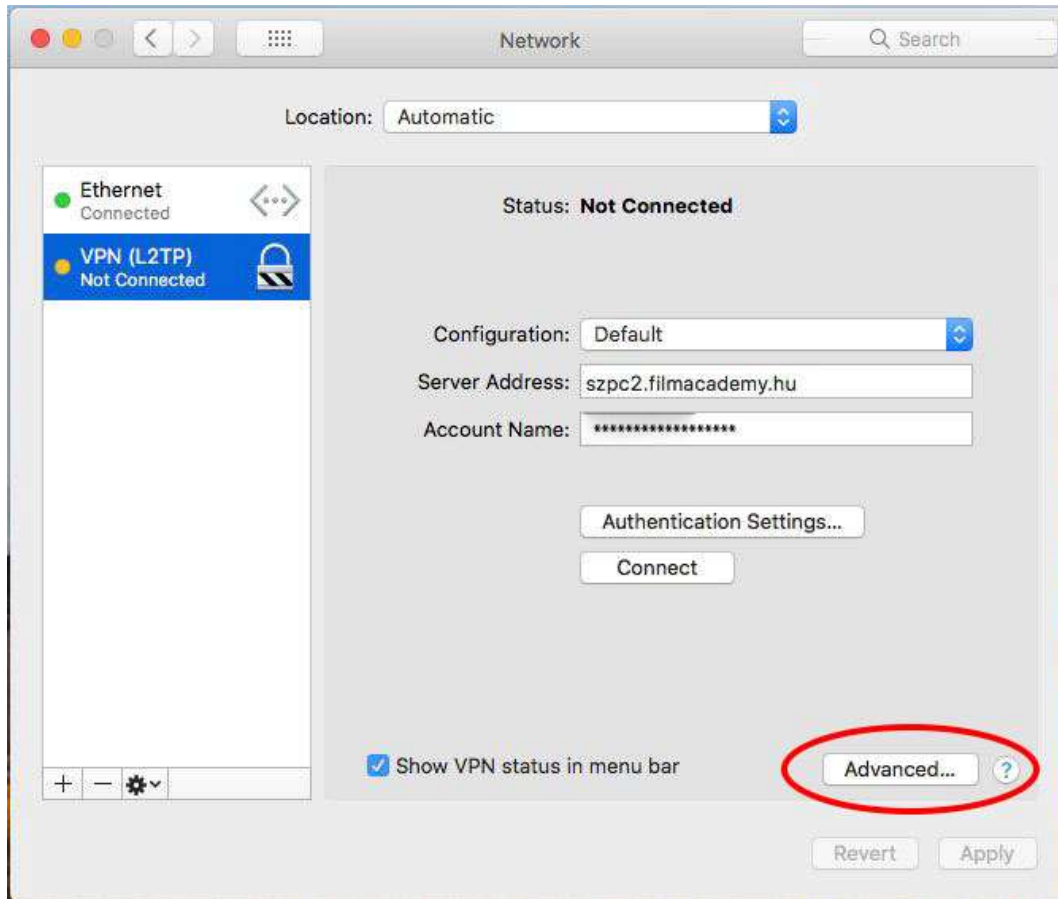 Network
Search
Location: Automatic
Ethernet
Connected
VPN (L2TP)
Not Connected
Status: Not Connected
Configuration: Default
Server Address: szpc2.filmacademy.hu
Account Name: ******************
Authentication Settings...
Connect
Show VPN status in menu bar
Advanced... ?
Revert Apply